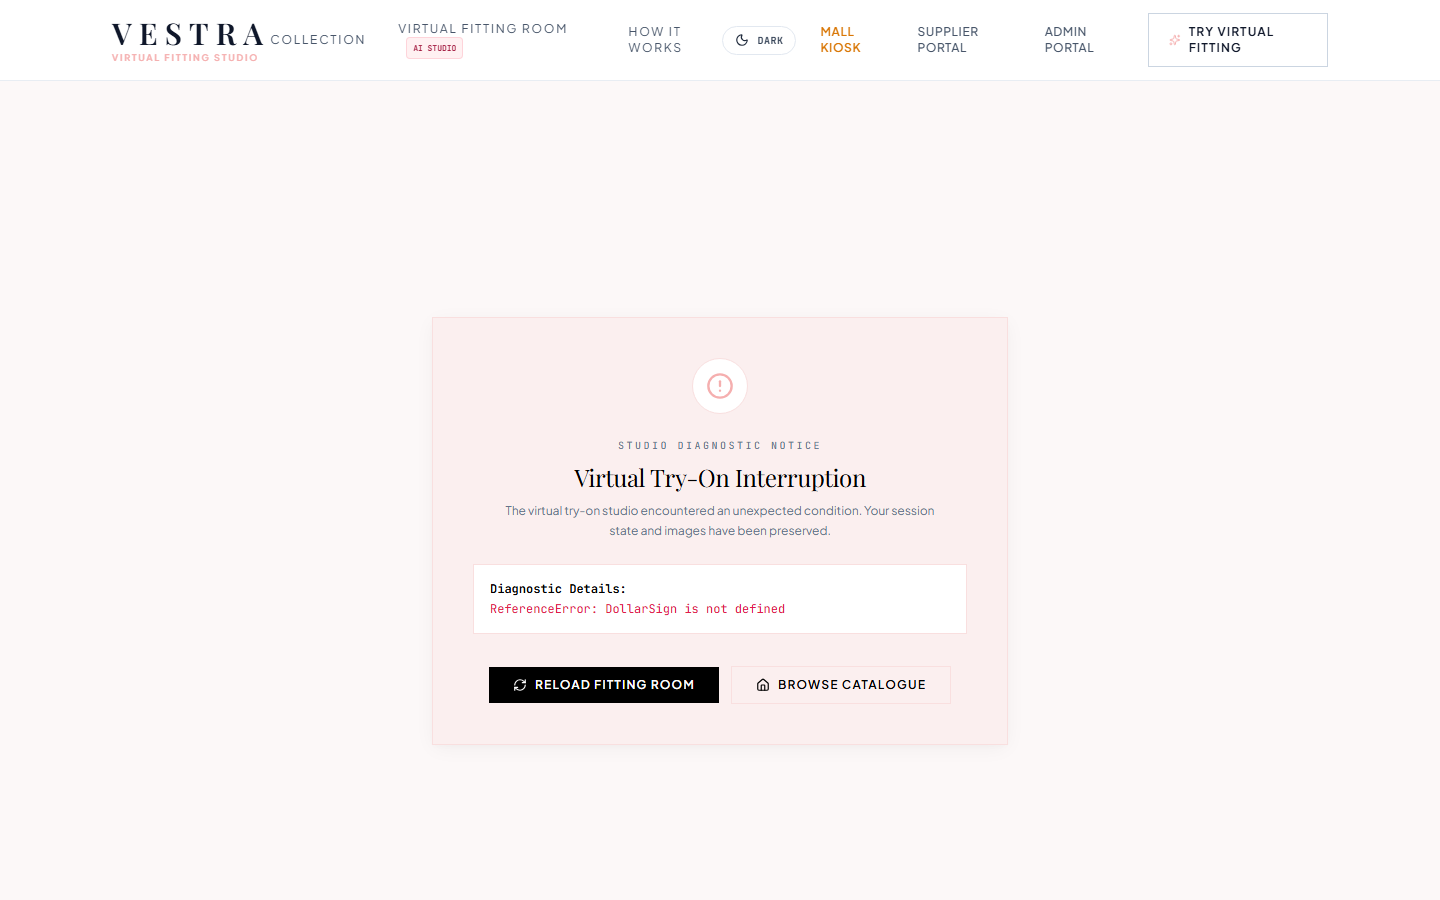 VESTRA
VIRTUAL FITTING STUDIO
COLLECTION
VIRTUAL FITTING ROOM
AI STUDIO
HOW IT
WORKS
DARK
MALL
KIOSK
SUPPLIER
PORTAL
ADMIN
PORTAL
TRY VIRTUAL
FITTING
STUDIO DIAGNOSTIC NOTICE
Virtual Try-On Interruption
The virtual try-on studio encountered an unexpected condition. Your session
state and images have been preserved.
Diagnostic Details:
ReferenceError: DollarSign is not defined
RELOAD FITTING ROOM
BROWSE CATALOGUE